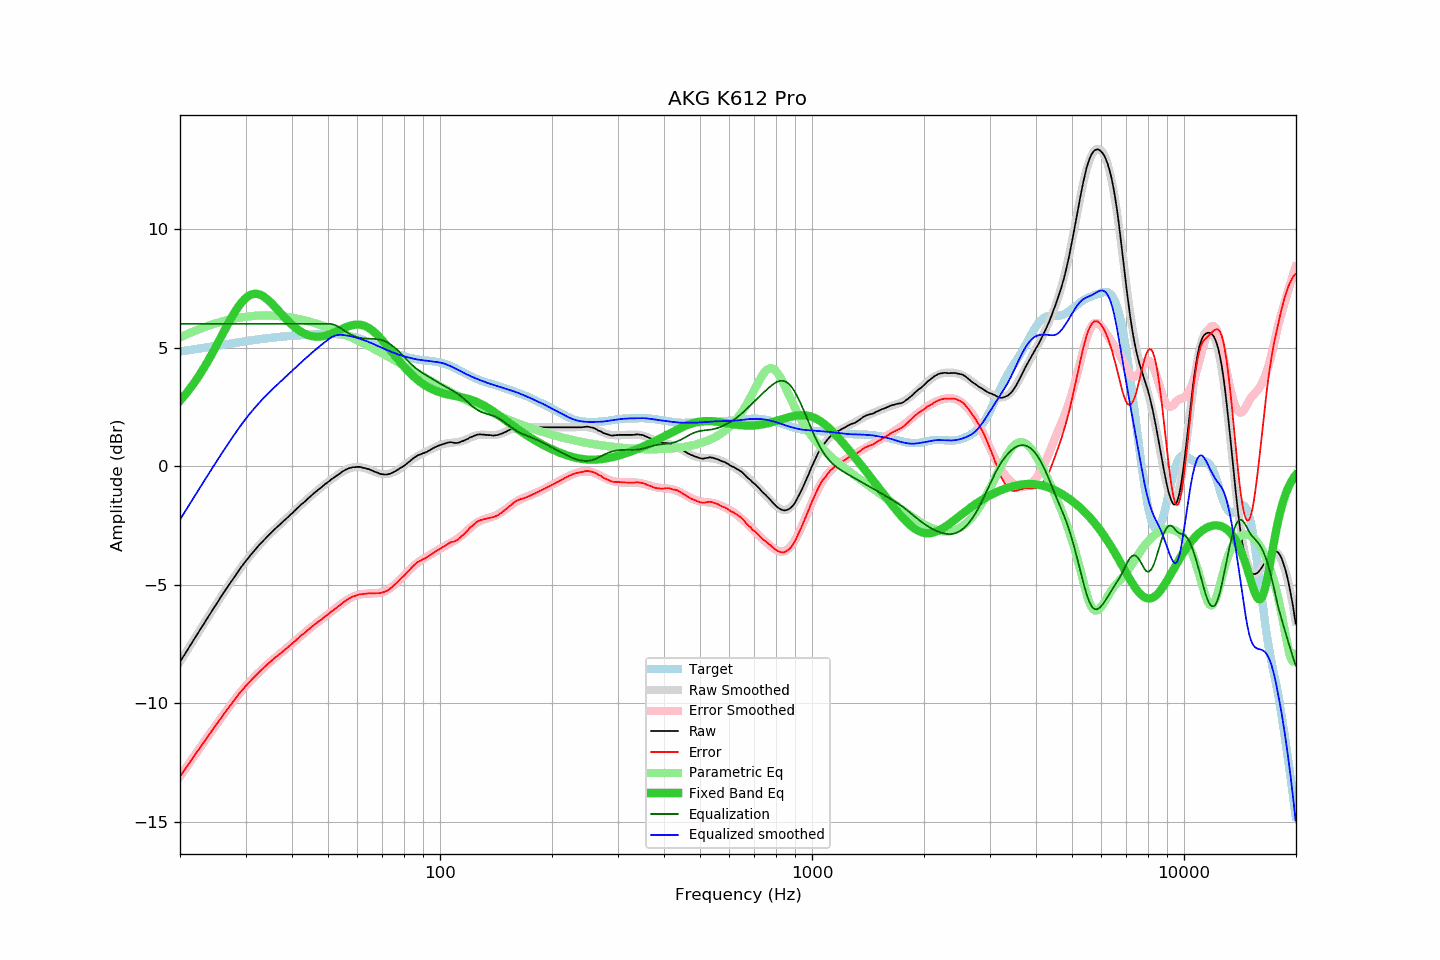 AKG K612 Pro
Amplitude (dBr)
10
5
0
−5
−10
−15
Target
Raw Smoothed
Error Smoothed
Raw
Error
Parametric Eq
Fixed Band Eq
Equalization
Equalized smoothed
100
1000
10000
Frequency (Hz)